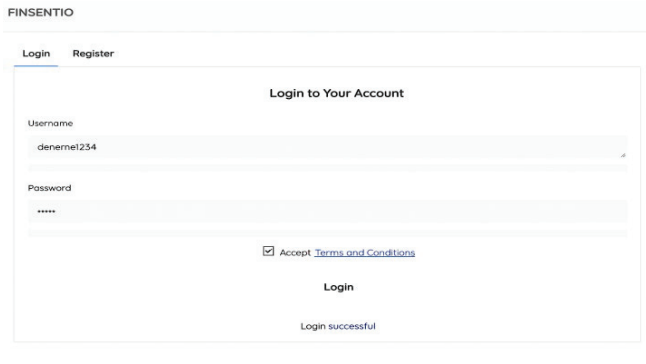 FINSENTIO
Login Register
Login to Your Account
Username
denerne1234
Password
•••••
Accept Terms and Conditions
Login
Login successful